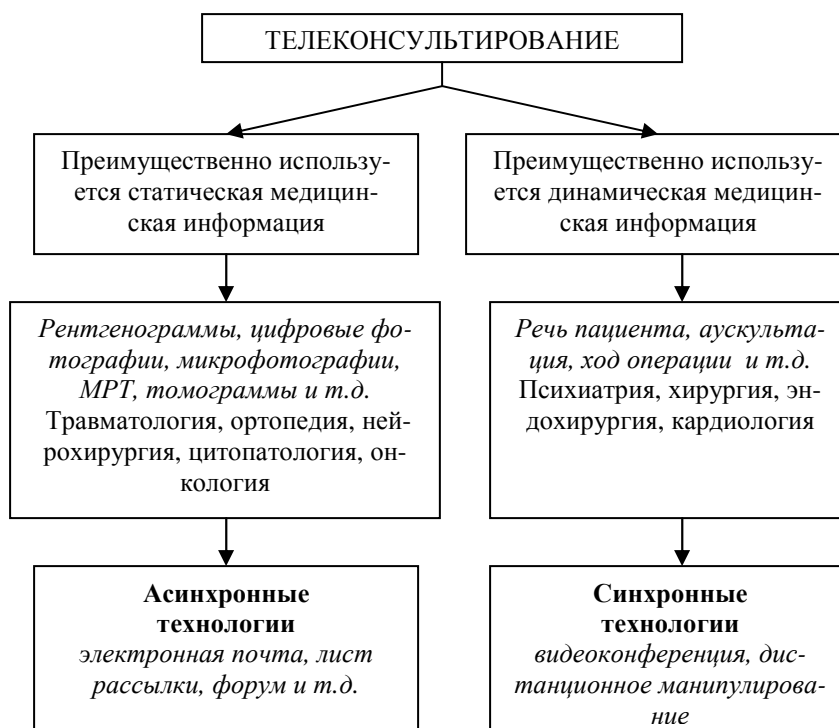 ТЕЛЕКОНСУЛЬТИРОВАНИЕ
Преимущественно использу-
ется статическая медицин-
ская информация
Преимущественно использу-
ется динамическая медицин-
ская информация
Рентгенограммы, цифровые фо-
тографии, микрофотографии,
МРТ, томограммы и т.д.
Травматология, ортопедия, ней-
рохирургия, цитопатология, он-
кология
Речь пациента, аускульта-
ция, ход операции и т.д.
Психиатрия, хирургия, эн-
дохирургия, кардиология
Асинхронные
технологии
электронная почта, лист
рассылки, форум и т.д.
Синхронные
технологии
видеоконференция, дис-
танционное манипулирова-
ние